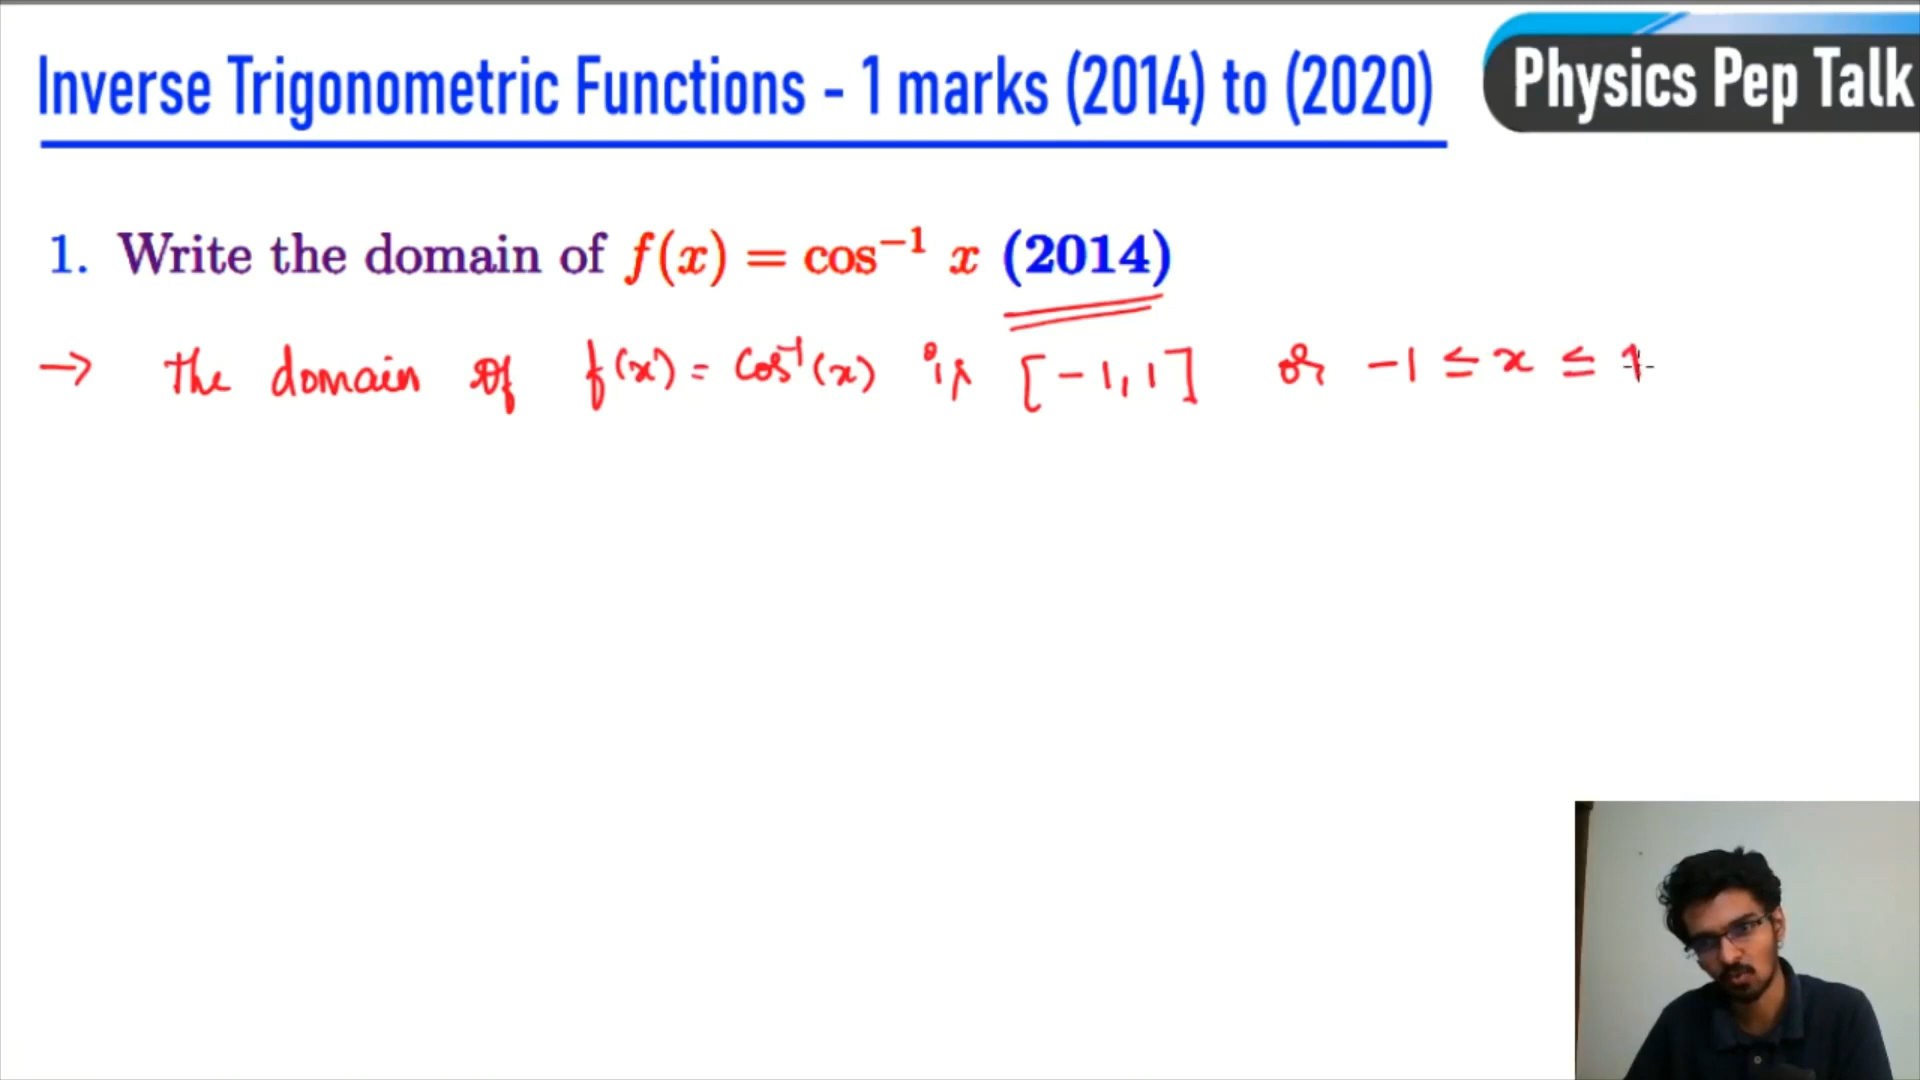 Inverse Trigonometric Functions - 1 marks (2014) to (2020)
Physics Pep Talk
1. Write the domain of f(x) = cos⁻¹ x (2014)
→ the domain of f(x) = cos⁻¹(x) is [-1, 1] or -1 ≤ x ≤ 1